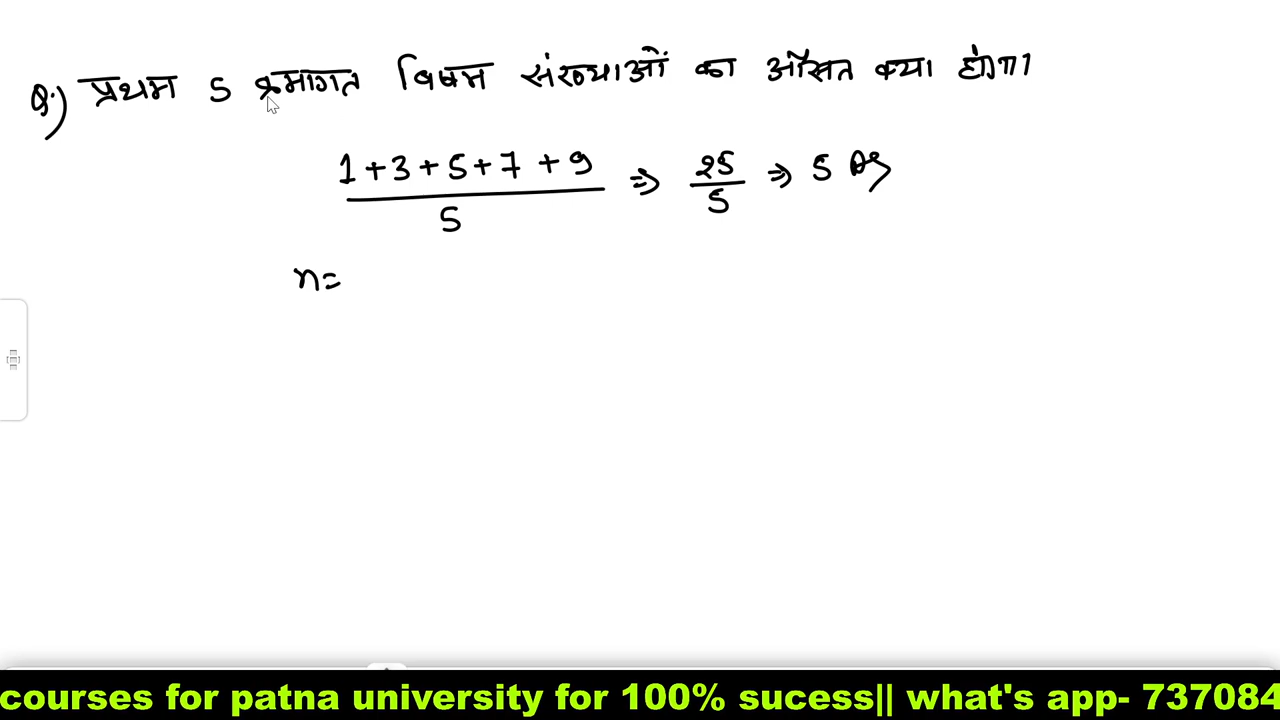 Q.) प्रथम 5 क्रमागत विषम संख्याओं का औसत क्या होगा
1 + 3 + 5 + 7 + 9 / 5 => 25 / 5 => 5 Ans
n=
courses for patna university for 100% sucess|| what's app- 737084